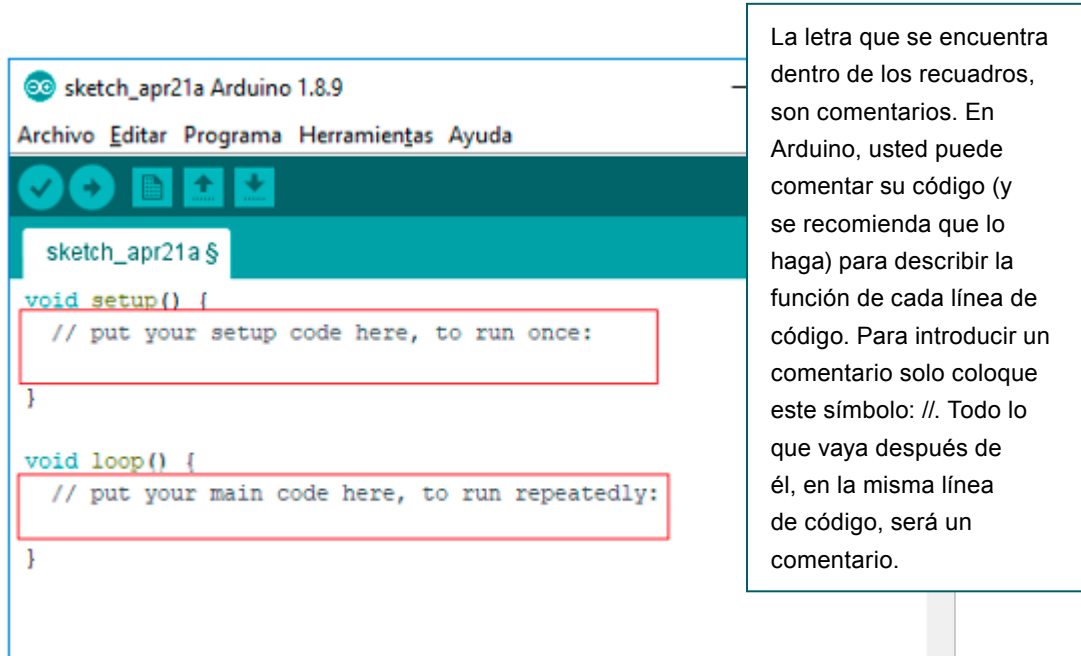 sketch_apr21a Arduino 1.8.9
Archivo Editar Programa Herramientas Ayuda
sketch_apr21a §
void setup() {
// put your setup code here, to run once:
}
void loop() {
// put your main code here, to run repeatedly:
}
La letra que se encuentra
dentro de los recuadros,
son comentarios. En
Arduino, usted puede
comentar su código (y
se recomienda que lo
haga) para describir la
función de cada línea de
código. Para introducir un
comentario solo coloque
este símbolo: //. Todo lo
que vaya después de
él, en la misma línea
de código, será un
comentario.